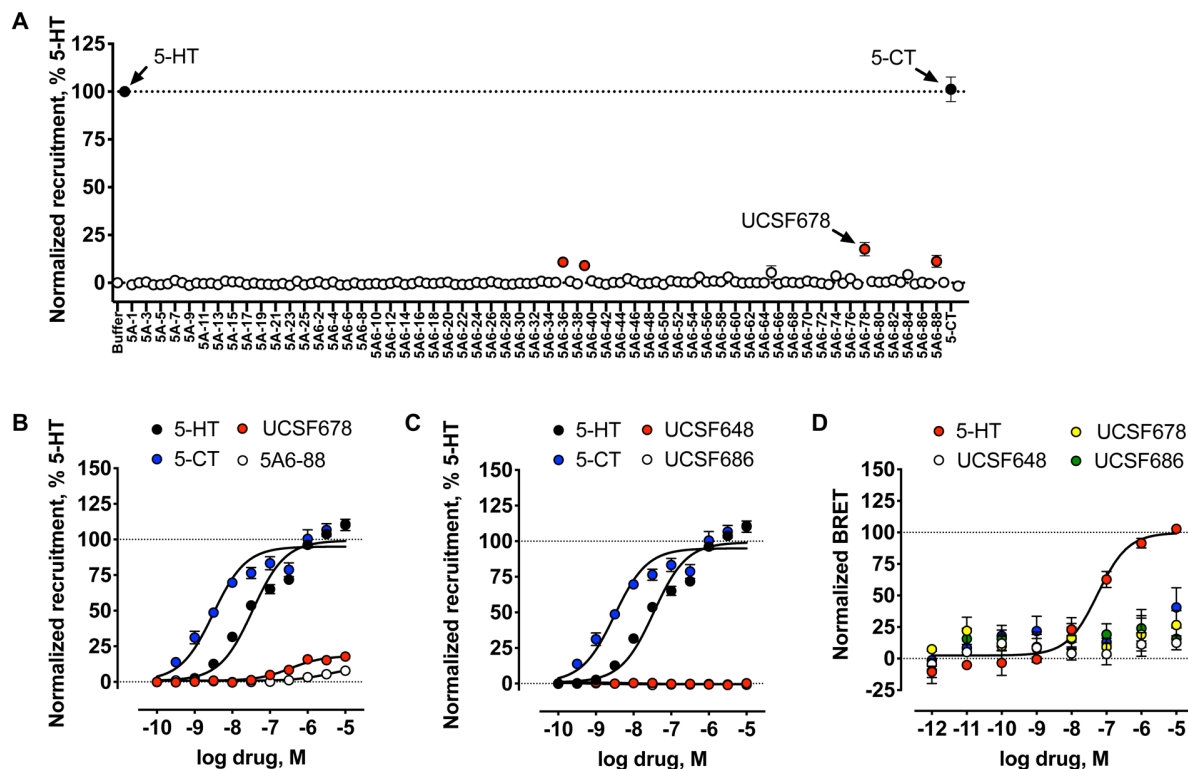 A
Normalized recruitment, % 5-HT
125
100
75
50
25
0
5-HT
5-CT
UCSF678
Buffer
5A-1
5A-3
5A-5
5A-7
5A-9
5A-11
5A-13
5A-15
5A-17
5A-19
5A-21
5A-23
5A-25
5A6-2
5A6-4
5A6-6
5A6-8
5A6-10
5A6-12
5A6-14
5A6-16
5A6-18
5A6-20
5A6-22
5A6-24
5A6-26
5A6-28
5A6-30
5A6-32
5A6-34
5A6-36
5A6-38
5A6-40
5A6-42
5A6-44
5A6-46
5A6-48
5A6-50
5A6-52
5A6-54
5A6-56
5A6-58
5A6-60
5A6-62
5A6-64
5A6-66
5A6-68
5A6-70
5A6-72
5A6-74
5A6-76
5A6-78
5A6-80
5A6-82
5A6-84
5A6-86
5A6-88
5-CT
B
5-HT UCSF678
5-CT 5A6-88
Normalized recruitment, % 5-HT
150
125
100
75
50
25
0
-10 -9 -8 -7 -6 -5
log drug, M
C
5-HT UCSF648
5-CT UCSF686
Normalized recruitment, % 5-HT
150
125
100
75
50
25
0
-10 -9 -8 -7 -6 -5
log drug, M
D
5-HT UCSF678
UCSF648 UCSF686
Normalized BRET
150
100
50
25
0
-25
-12 -11 -10 -9 -8 -7 -6 -5
log drug, M